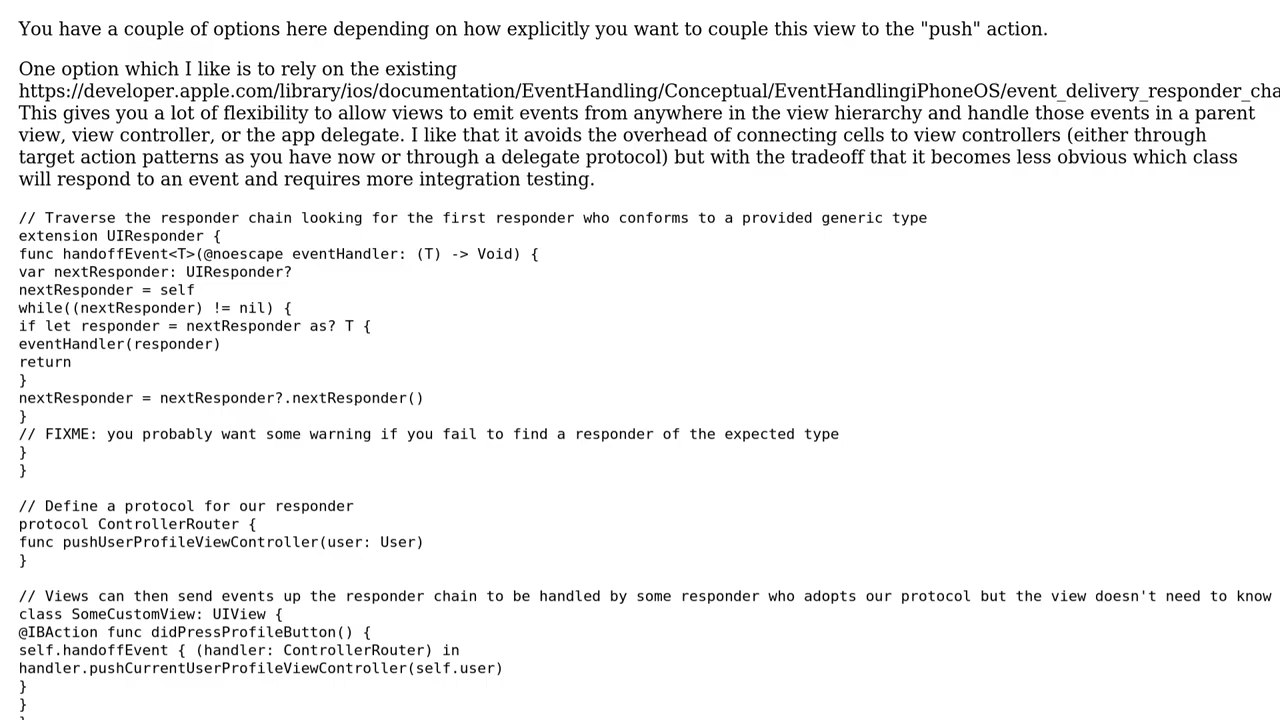 You have a couple of options here depending on how explicitly you want to couple this view to the "push" action.
One option which I like is to rely on the existing
https://developer.apple.com/library/ios/documentation/EventHandling/Conceptual/EventHandlingiPhoneOS/event_delivery_responder_cha
This gives you a lot of flexibility to allow views to emit events from anywhere in the view hierarchy and handle those events in a parent
view, view controller, or the app delegate. I like that it avoids the overhead of connecting cells to view controllers (either through
target action patterns as you have now or through a delegate protocol) but with the tradeoff that it becomes less obvious which class
will respond to an event and requires more integration testing.
// Traverse the responder chain looking for the first responder who conforms to a provided generic type
extension UIResponder {
func handoffEvent<T>(@noescape eventHandler: (T) -> Void) {
var nextResponder: UIResponder?
nextResponder = self
while((nextResponder) != nil) {
if let responder = nextResponder as? T {
eventHandler(responder)
return
}
nextResponder = nextResponder?.nextResponder()
}
// FIXME: you probably want some warning if you fail to find a responder of the expected type
}
}
// Define a protocol for our responder
protocol ControllerRouter {
func pushUserProfileViewController(user: User)
}
// Views can then send events up the responder chain to be handled by some responder who adopts our protocol but the view doesn't need to know
class SomeCustomView: UIView {
@IBAction func didPressProfileButton() {
self.handoffEvent { (handler: ControllerRouter) in
handler.pushCurrentUserProfileViewController(self.user)
}
}
}